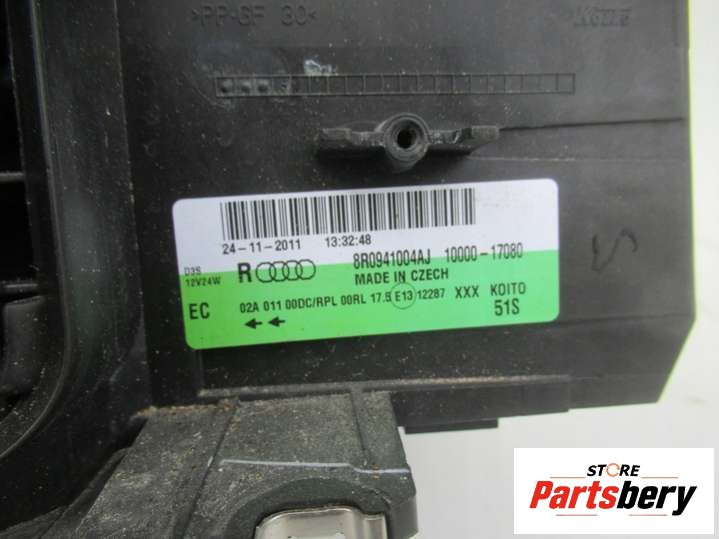 >PP-GF 30<
Koito
24-11-2011 13:32:48
8R0941004AJ 10000-17080
D3S
12V24W
R
MADE IN CZECH
EC
02A 011 00DC/RPL 00RL 17.5 E13 12287 XXX KOITO
51S
STORE
Partsbery